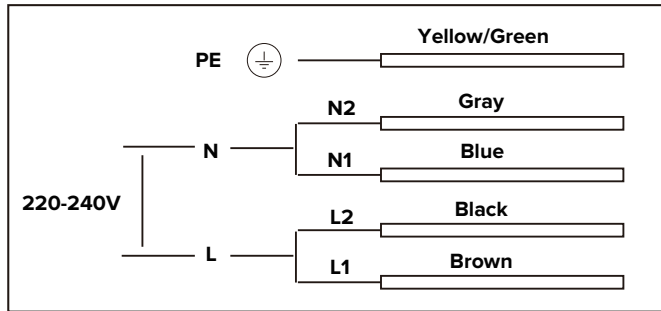 Yellow/Green
PE
N2 Gray
N
N1 Blue
220-240V
L2 Black
L
L1 Brown